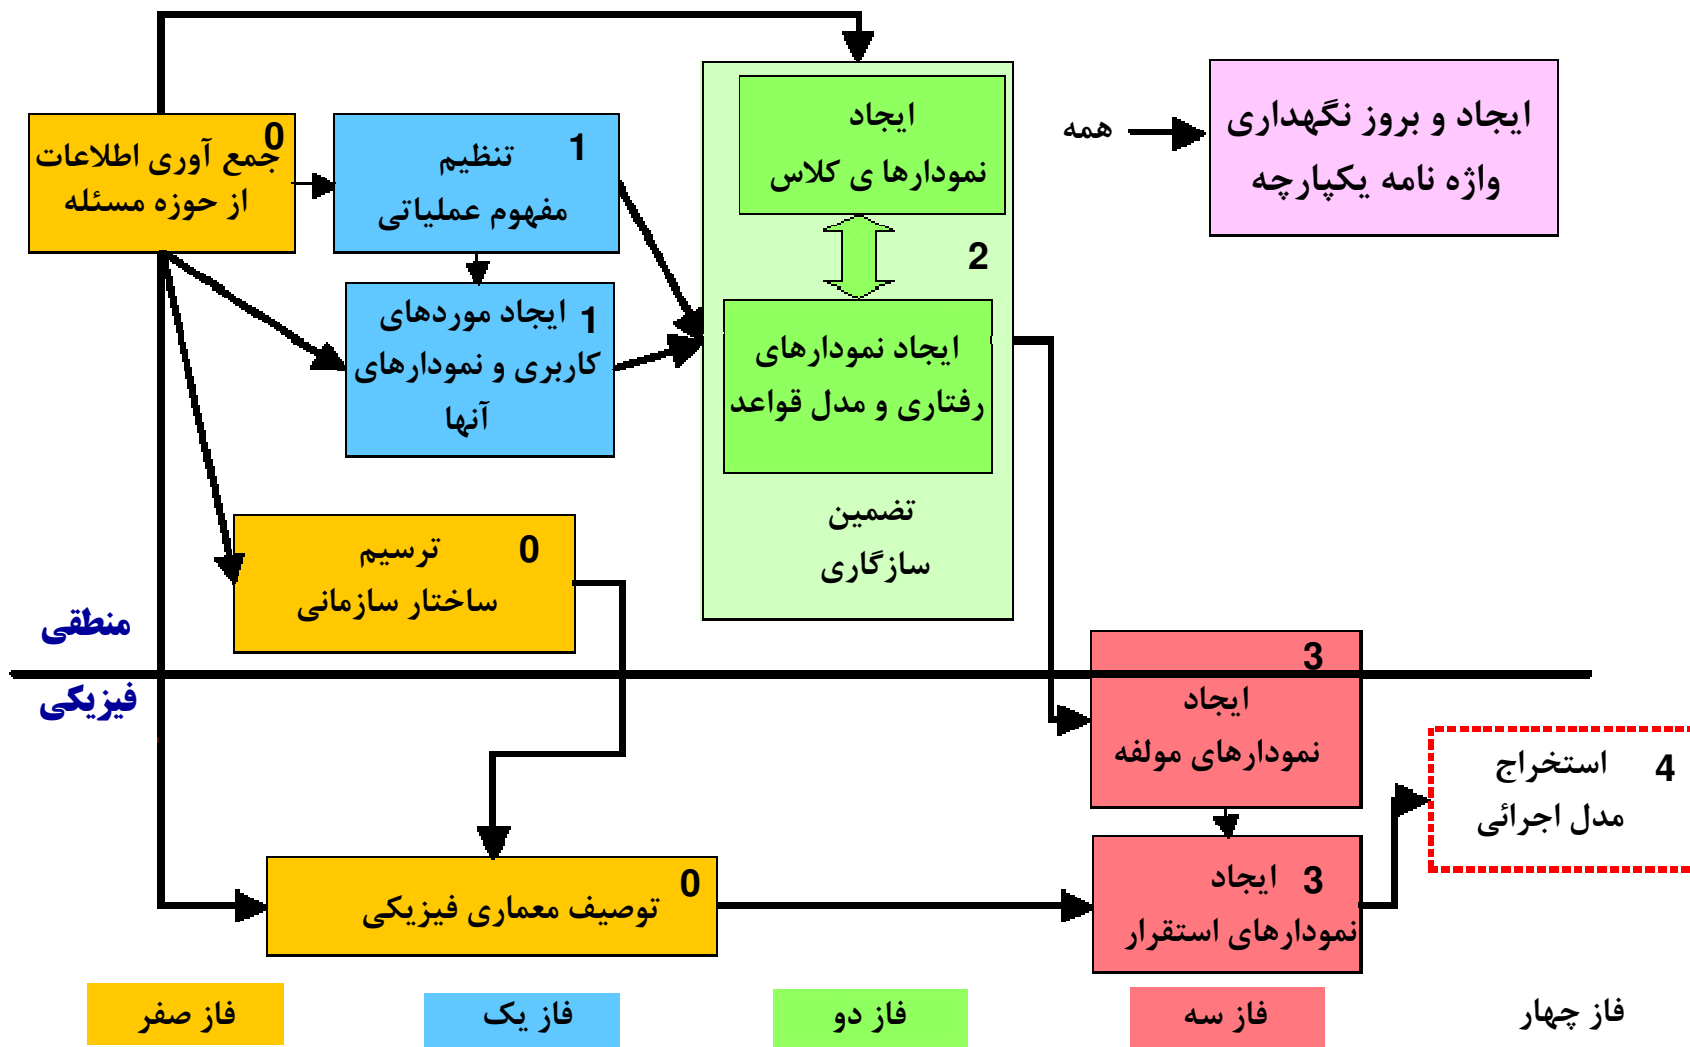 0
جمع آوری اطلاعات
از حوزه مسئله
1
تنظیم
مفهوم عملیاتی
1
ایجاد موردهای
کاربری و نمودارهای
آنها
ایجاد
نمودارها ی کلاس
2
ایجاد نمودارهای
رفتاری و مدل قواعد
تضمین
سازگاری
همه
ایجاد و بروز نگهداری
واژه نامه یکپارچه
0
ترسیم
ساختار سازمانی
منطقی
فیزیکی
3
ایجاد
نمودارهای مولفه
4
استخراج
مدل اجرائی
0
توصیف معماری فیزیکی
3
ایجاد
نمودارهای استقرار
فاز صفر
فاز یک
فاز دو
فاز سه
فاز چهار